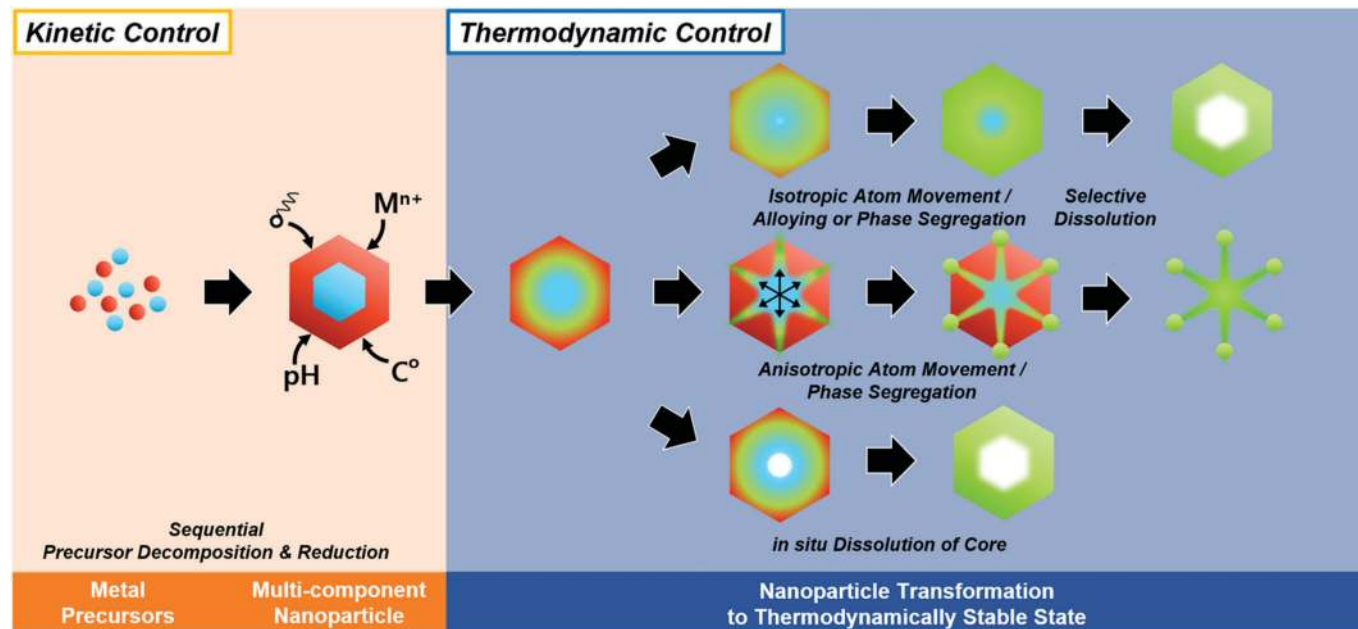 Kinetic Control
Thermodynamic Control
Mⁿ⁺
pH
Cº
Isotropic Atom Movement /
Alloying or Phase Segregation
Selective
Dissolution
Anisotropic Atom Movement /
Phase Segregation
in situ Dissolution of Core
Sequential
Precursor Decomposition & Reduction
Metal
Precursors
Multi-component
Nanoparticle
Nanoparticle Transformation
to Thermodynamically Stable State